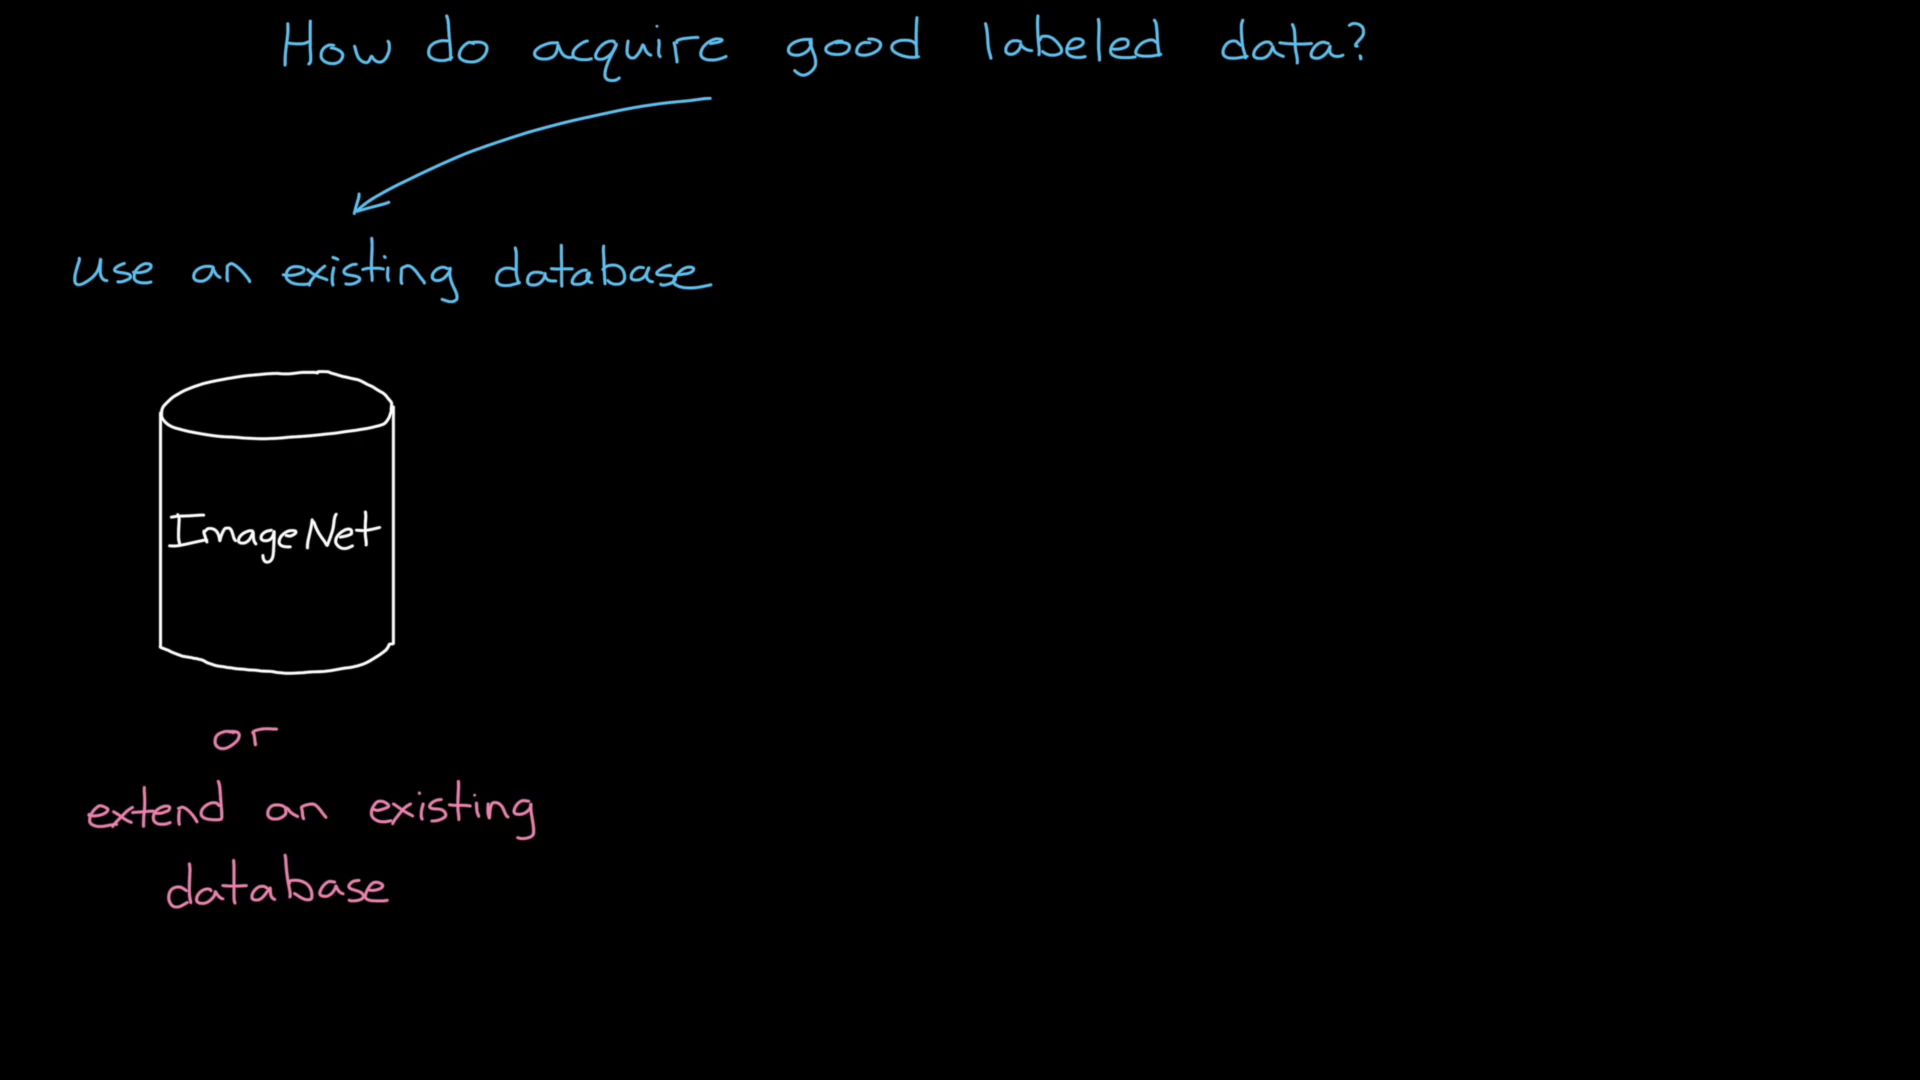 How do acquire good labeled data?
use an existing database
ImageNet
or
extend an existing
database